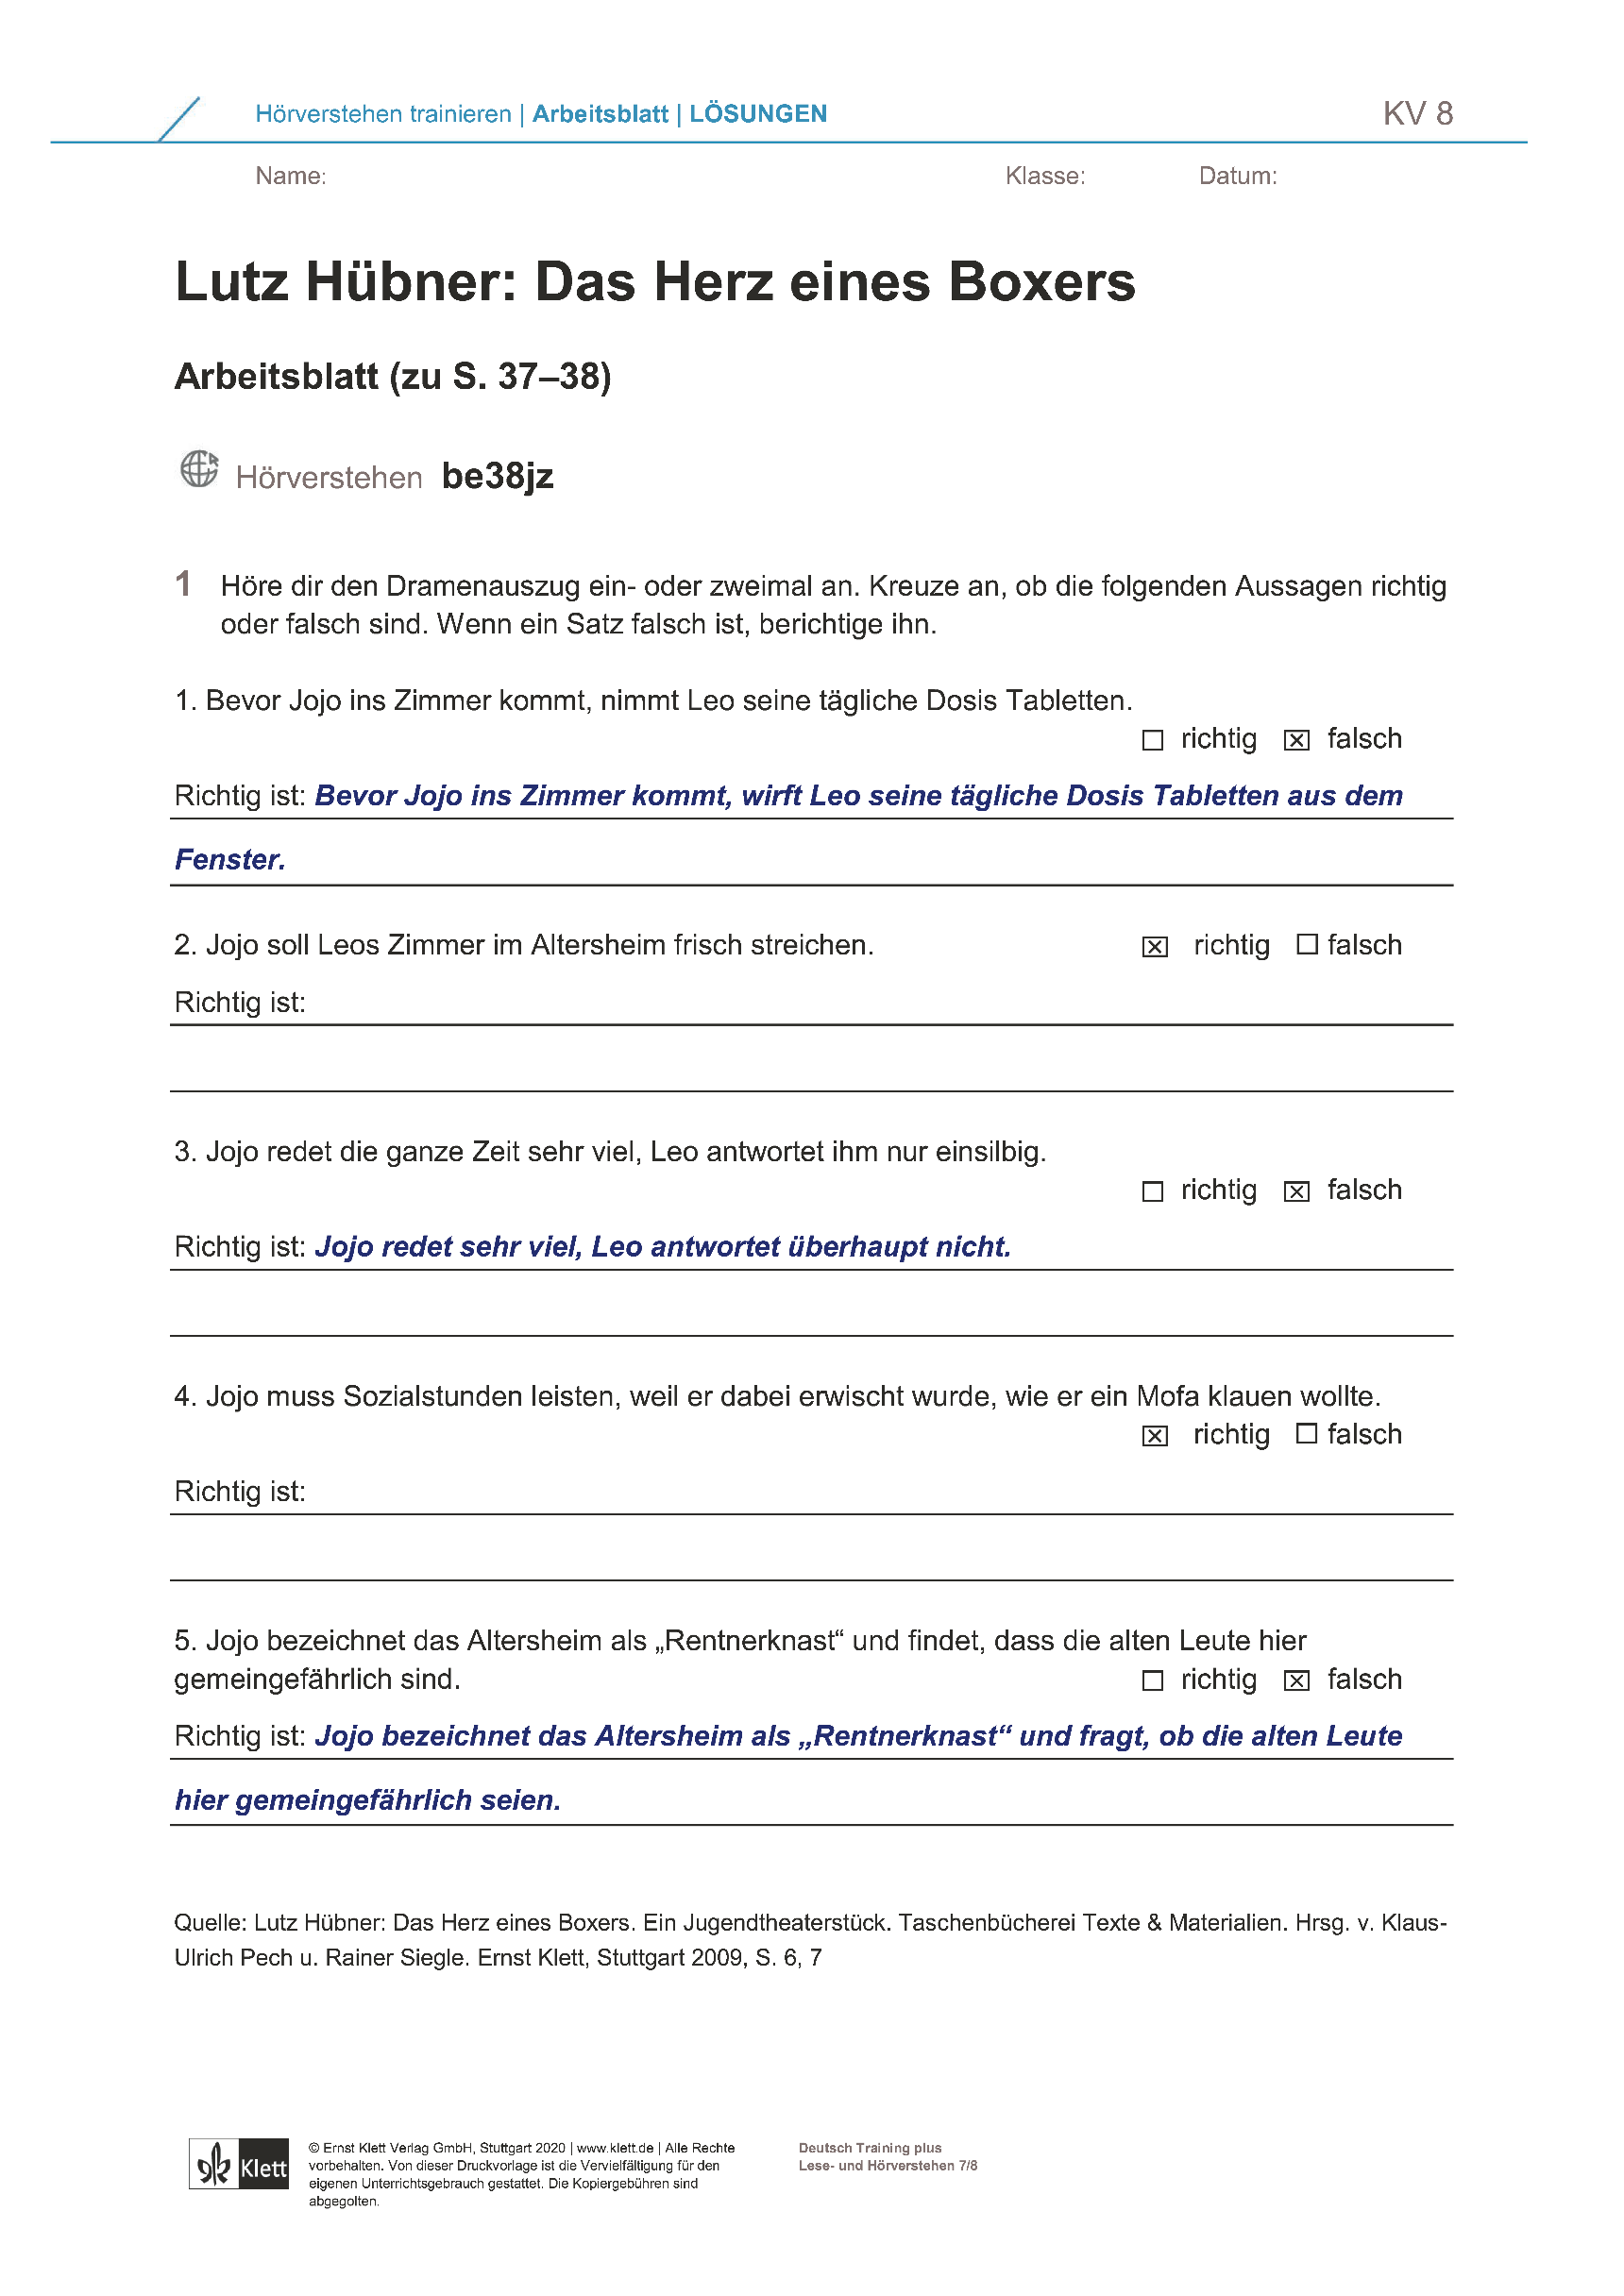 Hörverstehen trainieren | Arbeitsblatt | LÖSUNGEN KV 8
Name: Klasse: Datum:
Lutz Hübner: Das Herz eines Boxers
Arbeitsblatt (zu S. 37–38)
Hörverstehen be38jz
1 Höre dir den Dramenauszug ein- oder zweimal an. Kreuze an, ob die folgenden Aussagen richtig
oder falsch sind. Wenn ein Satz falsch ist, berichtige ihn.
1. Bevor Jojo ins Zimmer kommt, nimmt Leo seine tägliche Dosis Tabletten.
☐ richtig ☒ falsch
Richtig ist: Bevor Jojo ins Zimmer kommt, wirft Leo seine tägliche Dosis Tabletten aus dem
Fenster.
2. Jojo soll Leos Zimmer im Altersheim frisch streichen. ☒ richtig ☐ falsch
Richtig ist:
3. Jojo redet die ganze Zeit sehr viel, Leo antwortet ihm nur einsilbig.
☐ richtig ☒ falsch
Richtig ist: Jojo redet sehr viel, Leo antwortet überhaupt nicht.
4. Jojo muss Sozialstunden leisten, weil er dabei erwischt wurde, wie er ein Mofa klauen wollte.
☒ richtig ☐ falsch
Richtig ist:
5. Jojo bezeichnet das Altersheim als „Rentnerknast“ und findet, dass die alten Leute hier
gemeingefährlich sind. ☐ richtig ☒ falsch
Richtig ist: Jojo bezeichnet das Altersheim als „Rentnerknast“ und fragt, ob die alten Leute
hier gemeingefährlich seien.
Quelle: Lutz Hübner: Das Herz eines Boxers. Ein Jugendtheaterstück. Taschenbücherei Texte & Materialien. Hrsg. v. Klaus-
Ulrich Pech u. Rainer Siegle. Ernst Klett, Stuttgart 2009, S. 6, 7
Klett
© Ernst Klett Verlag GmbH, Stuttgart 2020 | www.klett.de | Alle Rechte
vorbehalten. Von dieser Druckvorlage ist die Vervielfältigung für den
eigenen Unterrichtsgebrauch gestattet. Die Kopiergebühren sind
abgegolten.
Deutsch Training plus
Lese- und Hörverstehen 7/8